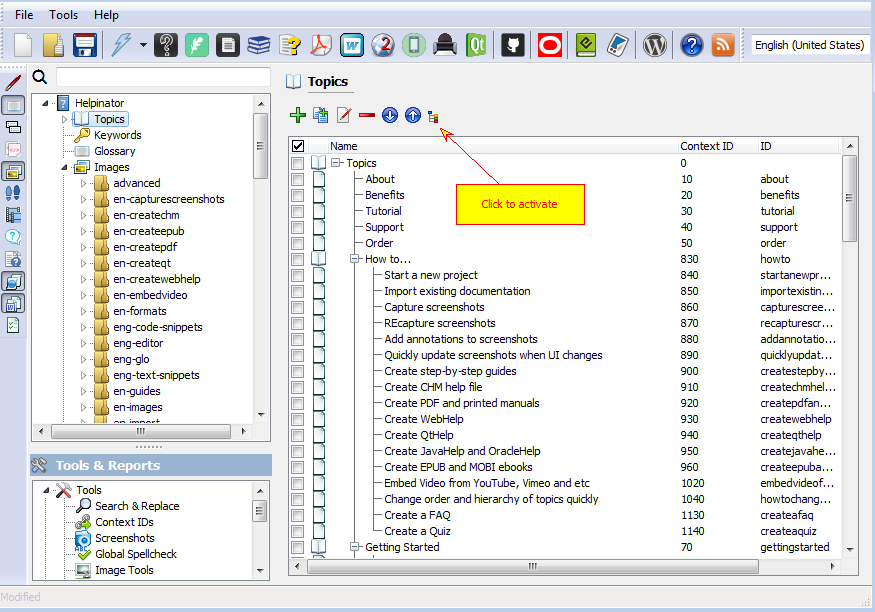 File Tools Help
English (United States)
Helpinator
Topics
Keywords
Glossary
Images
advanced
en-capturescreenshots
en-createchm
en-createepub
en-createpdf
en-createqt
en-createwebhelp
en-embedvideo
en-formats
eng-code-snippets
eng-editor
eng-glo
eng-text-snippets
en-guides
en-images
en-import
Tools & Reports
Tools
Search & Replace
Context IDs
Screenshots
Global Spellcheck
Image Tools
Topics
Click to activate
Name Context ID ID
Topics 0
About 10 about
Benefits 20 benefits
Tutorial 30 tutorial
Support 40 support
Order 50 order
How to... 830 howto
Start a new project 840 startanewpr...
Import existing documentation 850 importexistin...
Capture screenshots 860 capturescree...
REcapture screenshots 870 recapturescr...
Add annotations to screenshots 880 addannotatio...
Quickly update screenshots when UI changes 890 quicklyupdat...
Create step-by-step guides 900 createstepby...
Create CHM help file 910 createchmhel...
Create PDF and printed manuals 920 createpdfan...
Create WebHelp 930 createwebhelp
Create QtHelp 940 createqthelp
Create JavaHelp and OracleHelp 950 createjavahe...
Create EPUB and MOBI ebooks 960 createepuba...
Embed Video from YouTube, Vimeo and etc 1020 embedvideof...
Change order and hierarchy of topics quickly 1040 howtochang...
Create a FAQ 1130 createafaq
Create a Quiz 1140 createaquiz
Getting Started 70 gettingstarted
Modified